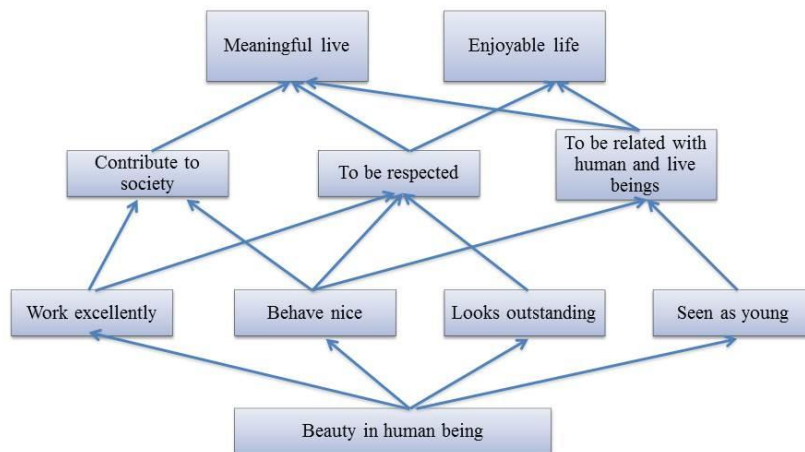 Meaningful live
Enjoyable life
Contribute to
society
To be respected
To be related with
human and live
beings
Work excellently
Behave nice
Looks outstanding
Seen as young
Beauty in human being